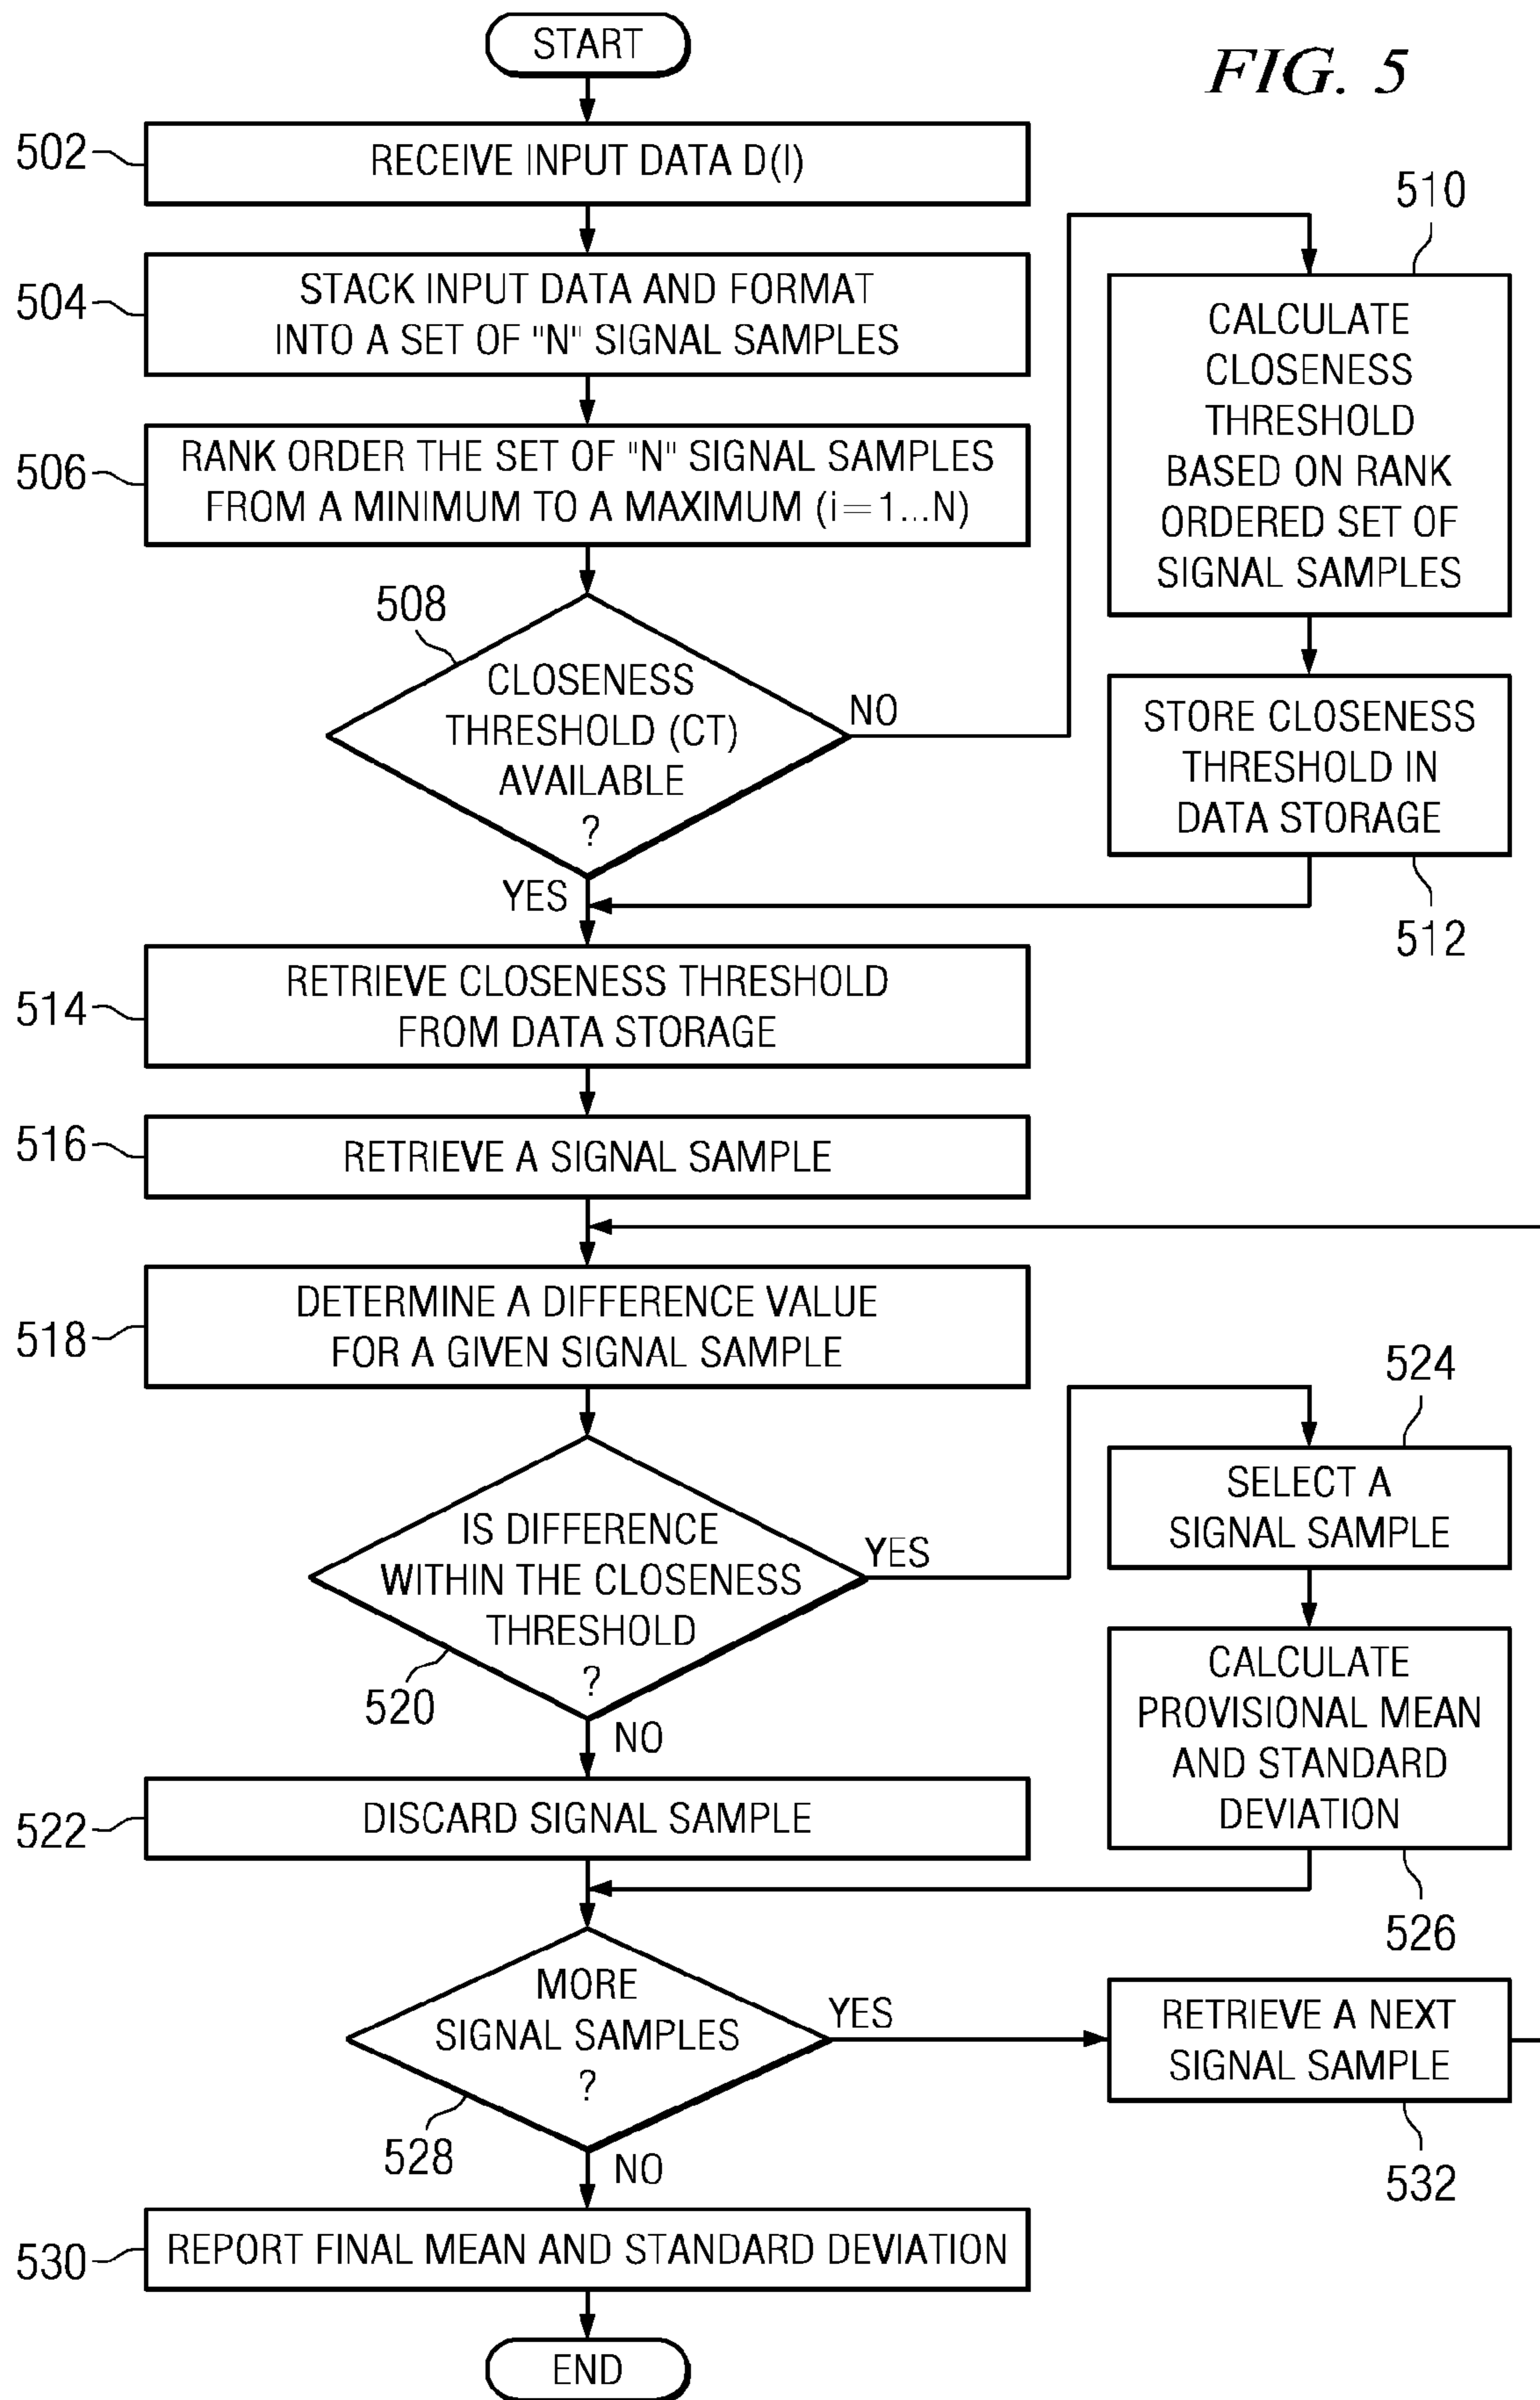 START
FIG. 5
502
RECEIVE INPUT DATA D(I)
504
STACK INPUT DATA AND FORMAT
INTO A SET OF "N" SIGNAL SAMPLES
506
RANK ORDER THE SET OF "N" SIGNAL SAMPLES
FROM A MINIMUM TO A MAXIMUM (i=1...N)
508
CLOSENESS
THRESHOLD (CT)
AVAILABLE
?
NO
YES
510
CALCULATE
CLOSENESS
THRESHOLD
BASED ON RANK
ORDERED SET OF
SIGNAL SAMPLES
STORE CLOSENESS
THRESHOLD IN
DATA STORAGE
512
514
RETRIEVE CLOSENESS THRESHOLD
FROM DATA STORAGE
516
RETRIEVE A SIGNAL SAMPLE
518
DETERMINE A DIFFERENCE VALUE
FOR A GIVEN SIGNAL SAMPLE
IS DIFFERENCE
WITHIN THE CLOSENESS
THRESHOLD
?
520
YES
NO
524
SELECT A
SIGNAL SAMPLE
CALCULATE
PROVISIONAL MEAN
AND STANDARD
DEVIATION
526
522
DISCARD SIGNAL SAMPLE
MORE
SIGNAL SAMPLES
?
528
YES
NO
RETRIEVE A NEXT
SIGNAL SAMPLE
532
530
REPORT FINAL MEAN AND STANDARD DEVIATION
END